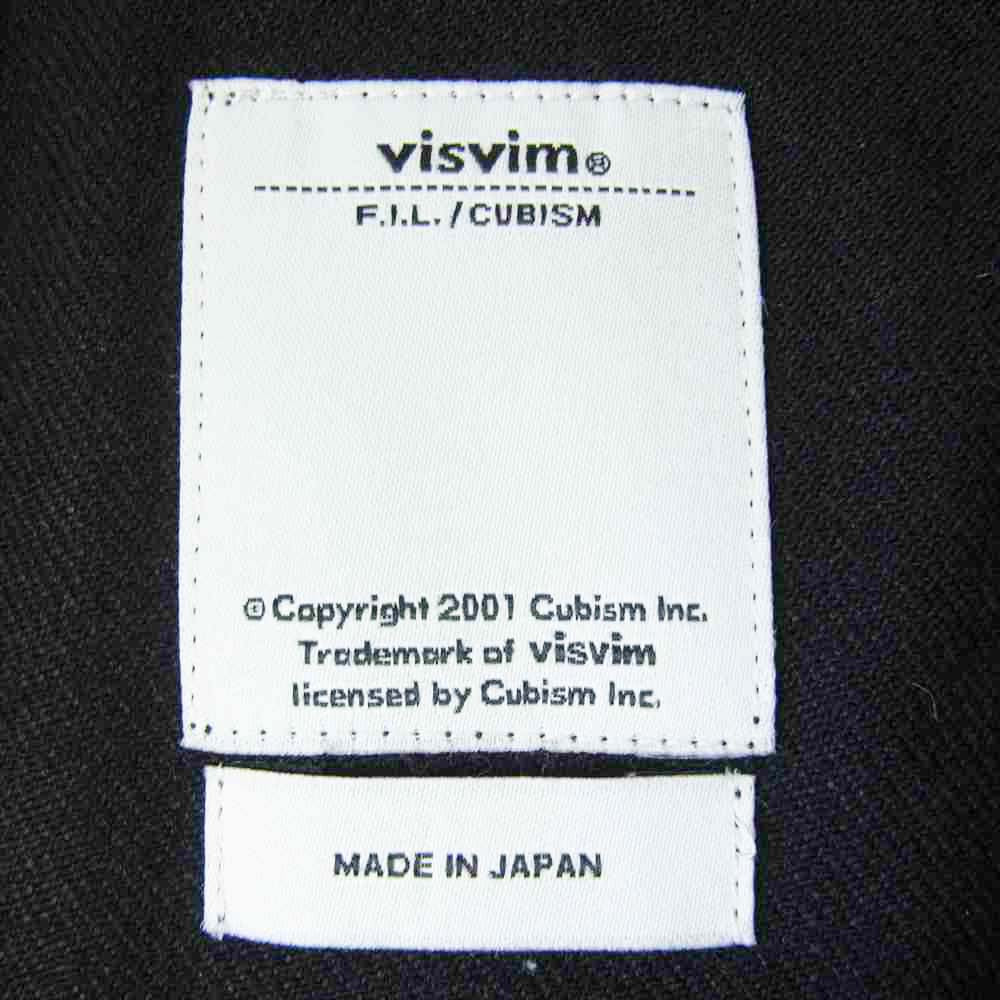 visvim®
F.I.L. / CUBISM
© Copyright 2001 Cubism Inc.
Trademark of visvim
licensed by Cubism Inc.
MADE IN JAPAN